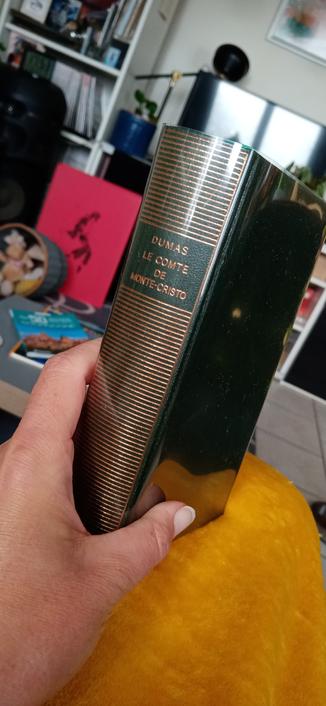 DUMAS
LE COMTE
DE
MONTE-CRISTO